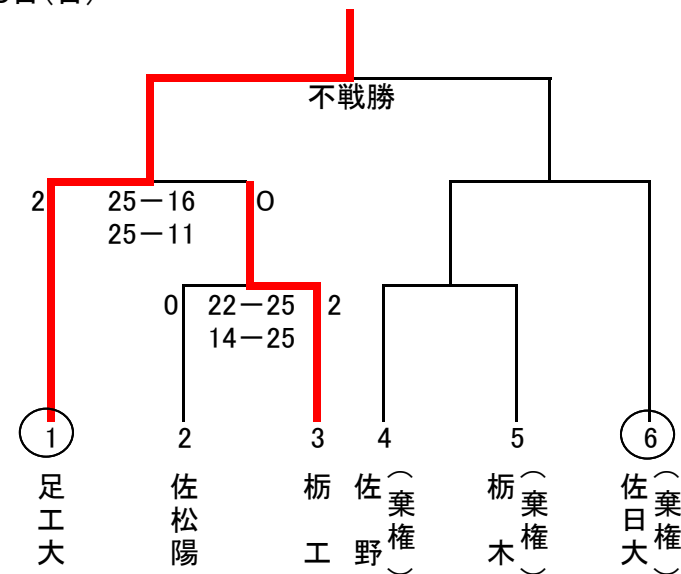 日(日)
不戦勝
2 25－16 0
25－11
0 22－25 2
14－25
1 2 3 4 5 6
足工大
佐松陽
栃工
佐野(棄権)
栃木(棄権)
佐日大(棄権)